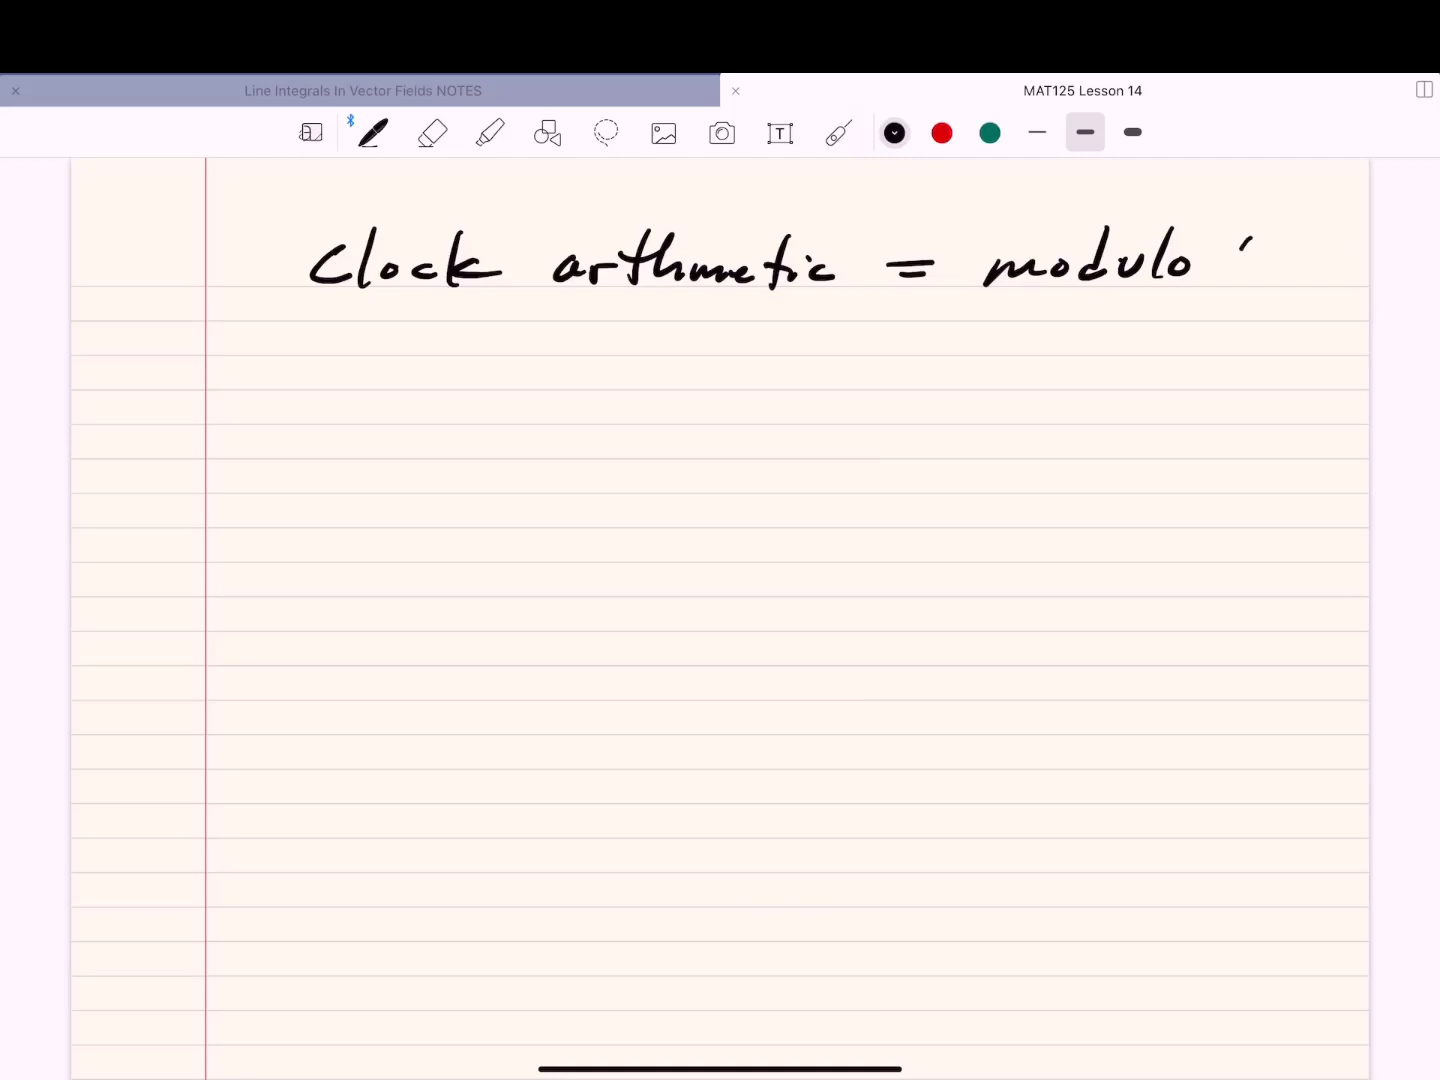 Line Integrals In Vector Fields NOTES
MAT125 Lesson 14
T
Clock arthmetic = modulo